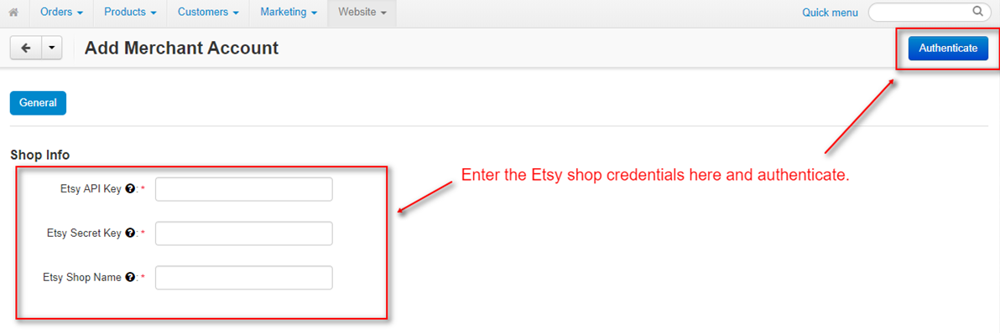 Orders Products Customers Marketing Website Quick menu
Add Merchant Account Authenticate
General
Shop Info
Enter the Etsy shop credentials here and authenticate.
Etsy API Key ?: *
Etsy Secret Key ?: *
Etsy Shop Name ?: *